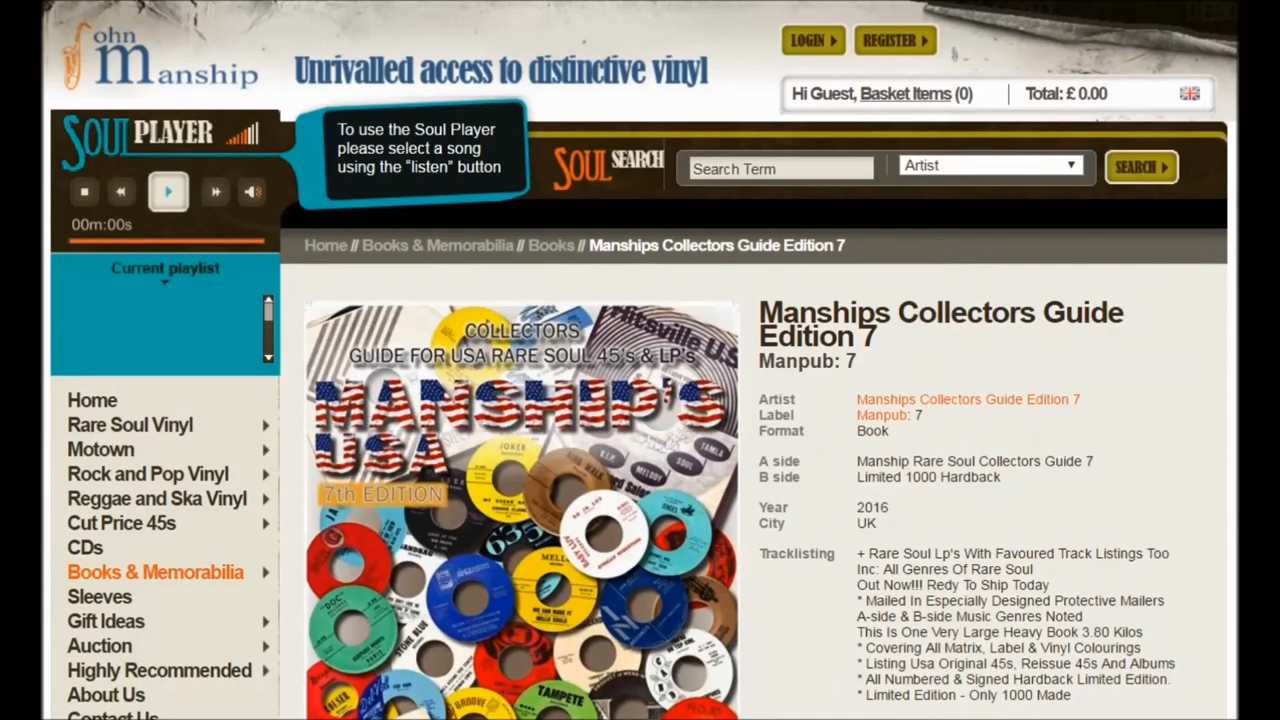 John
Manship
Unrivalled access to distinctive vinyl
LOGIN
REGISTER
Hi Guest, Basket Items (0)
Total: £ 0.00
SOUL PLAYER
To use the Soul Player
please select a song
using the "listen" button
SOUL SEARCH
Search Term
Artist
SEARCH
00m:00s
Current playlist
Home // Books & Memorabilia // Books // Manships Collectors Guide Edition 7
Home
Rare Soul Vinyl
Motown
Rock and Pop Vinyl
Reggae and Ska Vinyl
Cut Price 45s
CDs
Books & Memorabilia
Sleeves
Gift Ideas
Auction
Highly Recommended
About Us
Contact Us
COLLECTORS
GUIDE FOR USA RARE SOUL 45's & LP's
MANSHIP'S
USA
7th EDITION
Hitsville U.S.
JOKER
TAMLA
V.I.P.
MELODY
SOUL
"DOC"
STONE BLUE
TAMPETE
GROOVE
Manships Collectors Guide
Edition 7
Manpub: 7
Artist Manships Collectors Guide Edition 7
Label Manpub: 7
Format Book
A side Manship Rare Soul Collectors Guide 7
B side Limited 1000 Hardback
Year 2016
City UK
Tracklisting + Rare Soul Lp's With Favoured Track Listings Too
Inc: All Genres Of Rare Soul
Out Now!!! Redy To Ship Today
* Mailed In Especially Designed Protective Mailers
A-side & B-side Music Genres Noted
This Is One Very Large Heavy Book 3.80 Kilos
* Covering All Matrix, Label & Vinyl Colourings
* Listing Usa Original 45s, Reissue 45s And Albums
* All Numbered & Signed Hardback Limited Edition.
* Limited Edition - Only 1000 Made